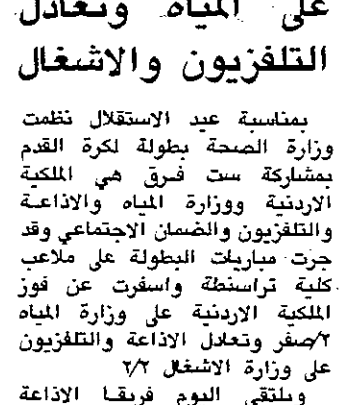 على المياه وتعادل
التلفزيون والاشغال
بمناسبة عيد الاستقلال نظمت
وزارة الصحة بطولة لكرة القدم
بمشاركة ست فرق هي الملكية
الاردنية ووزارة المياه والاذاعة
والتلفزيون والضمان الاجتماعي وقد
جرت مباريات البطولة على ملاعب
كلية تراسنطة واسفرت عن فوز
الملكية الاردنية على وزارة المياه
٢/صفر وتعادل الاذاعة والتلفزيون
على وزارة الاشغال ٢/٢
ويلتقي اليوم فريقا الاذاعة